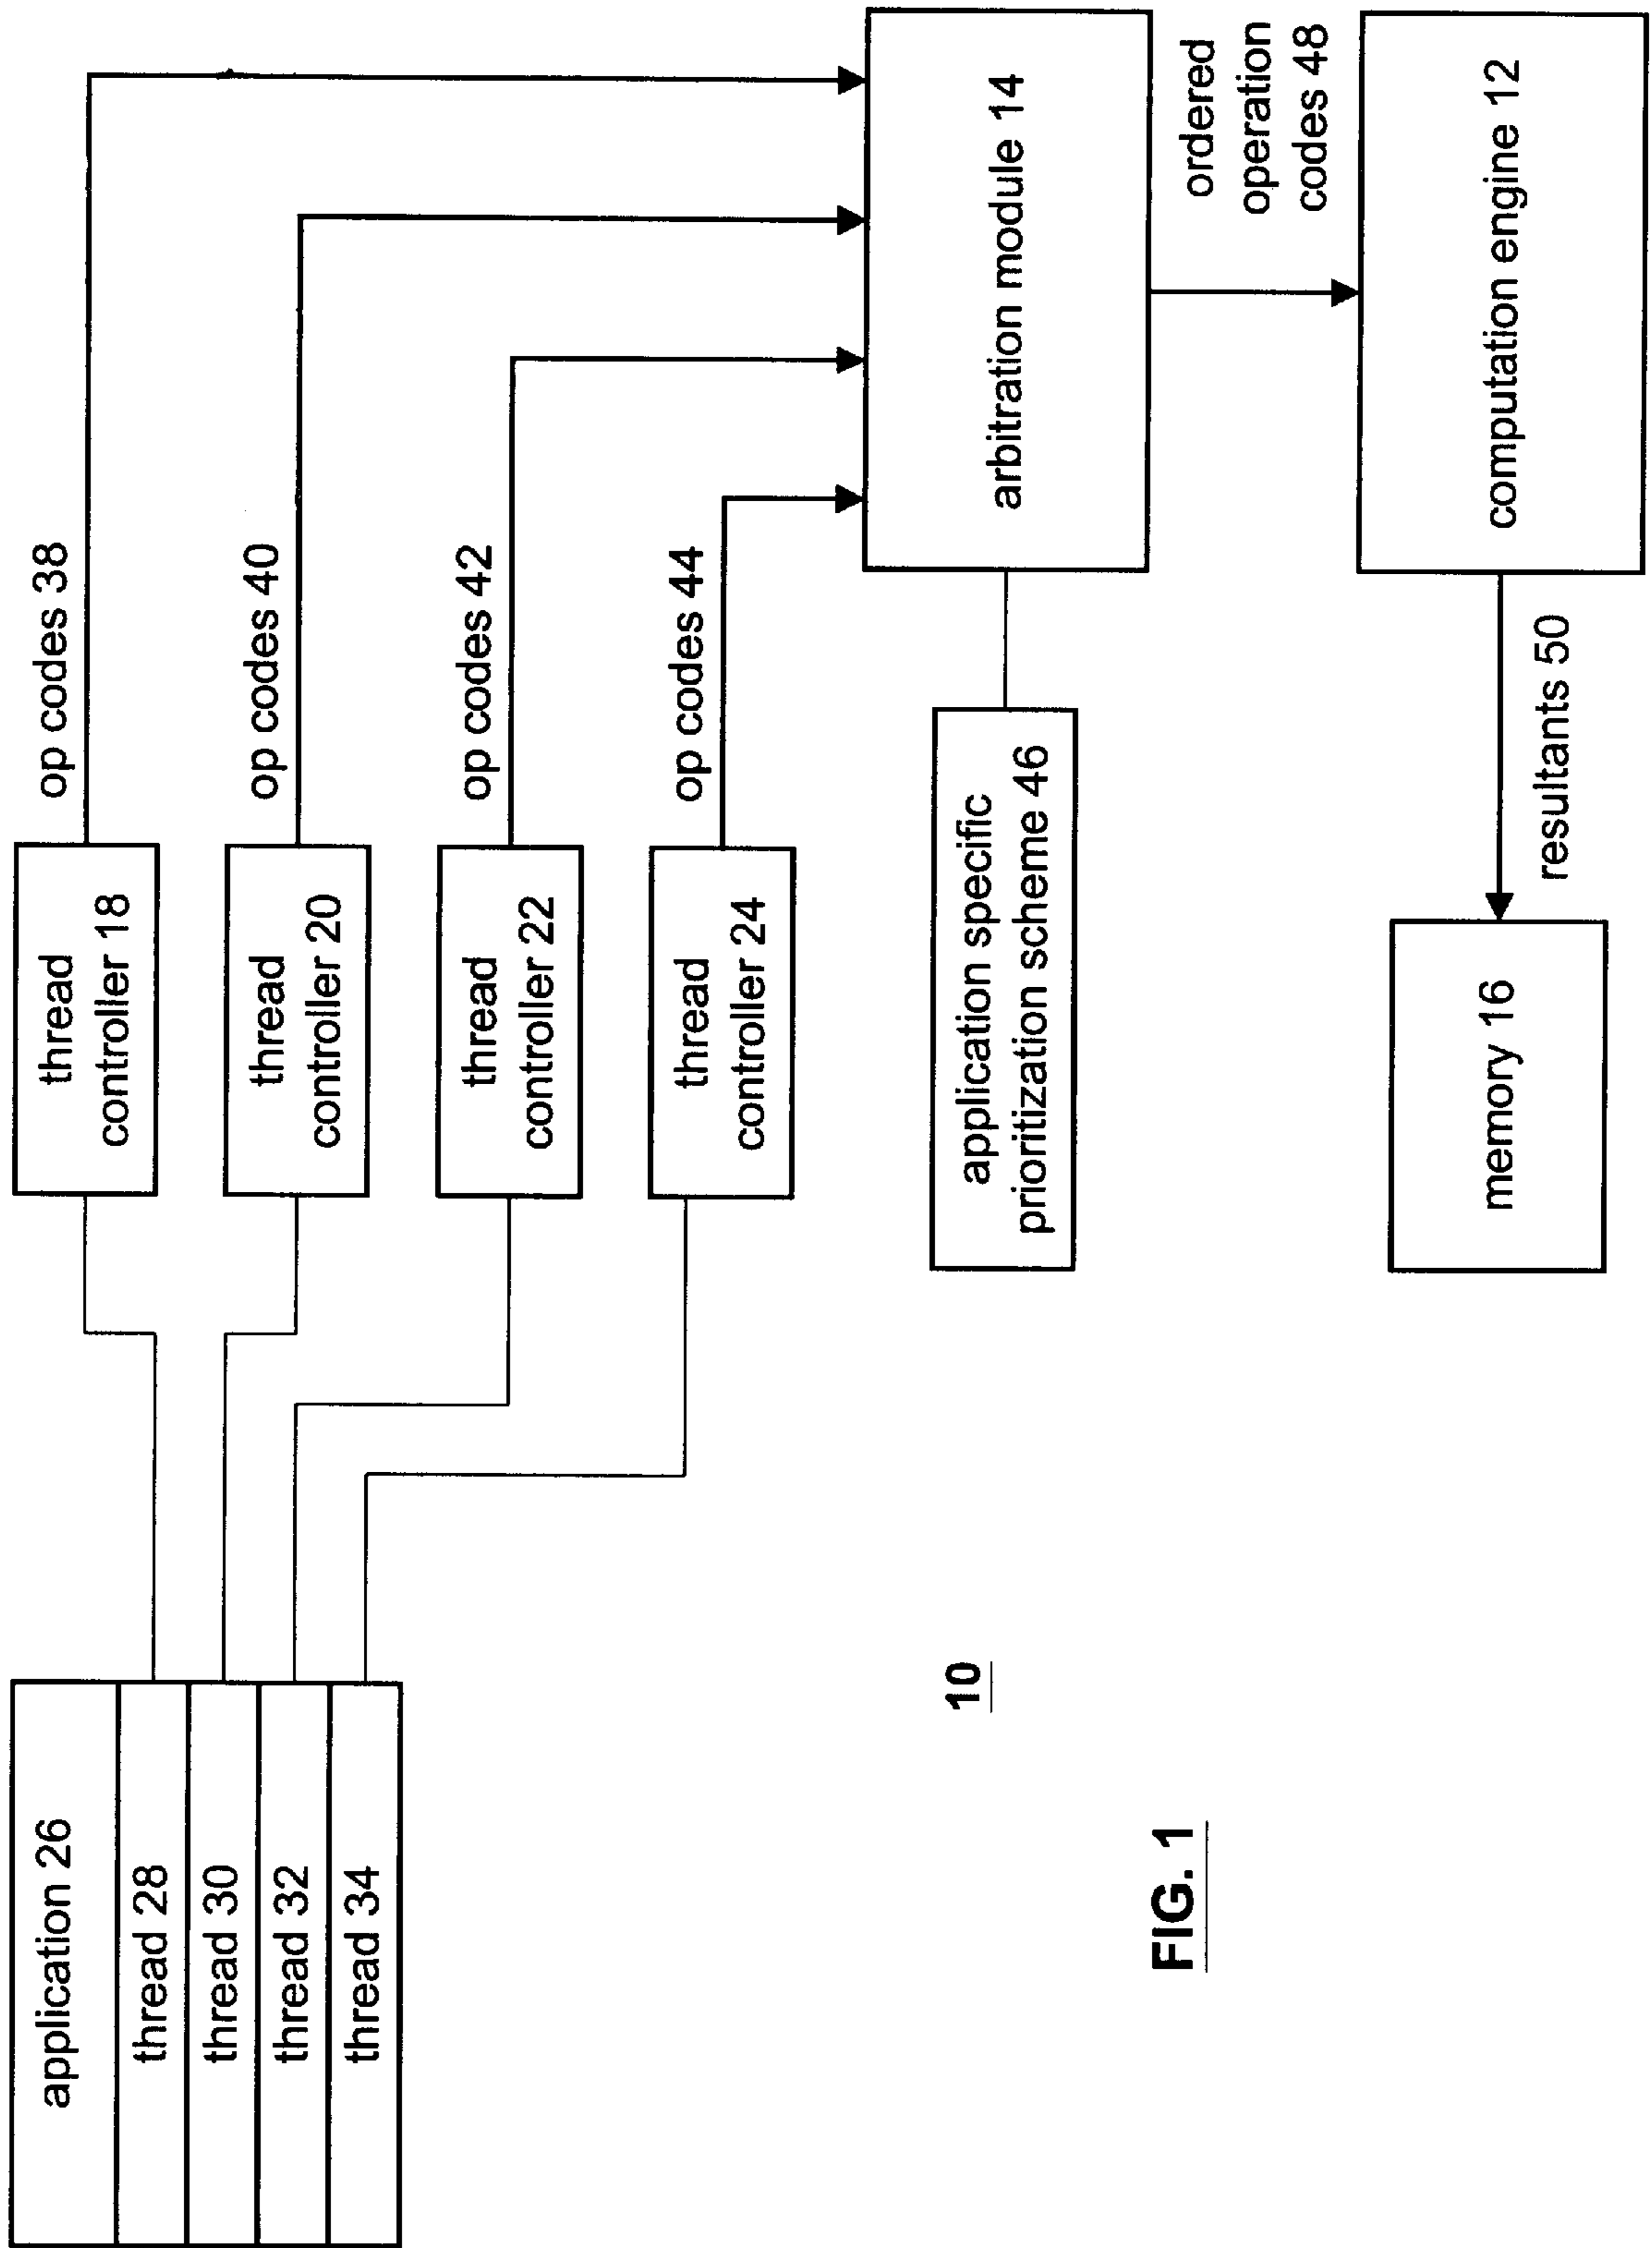 application 26
thread 28
thread 30
thread 32
thread 34
thread
controller 18
thread
controller 20
thread
controller 22
thread
controller 24
op codes 38
op codes 40
op codes 42
op codes 44
application specific
prioritization scheme 46
arbitration module 14
ordered
operation
codes 48
computation engine 12
resultants 50
memory 16
10
FIG. 1